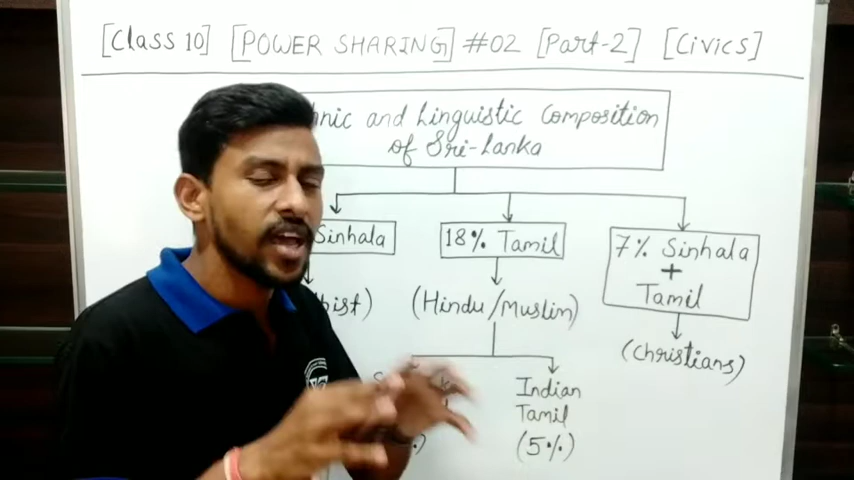 [Class 10] [POWER SHARING] #02 [Part-2] [Civics]
and Linguistic Composition
of Sri-Lanka
Sinhala
18% Tamil
7% Sinhala
+
Tamil
(Hindu/Muslim)
(Christians)
Indian
Tamil
(5%)